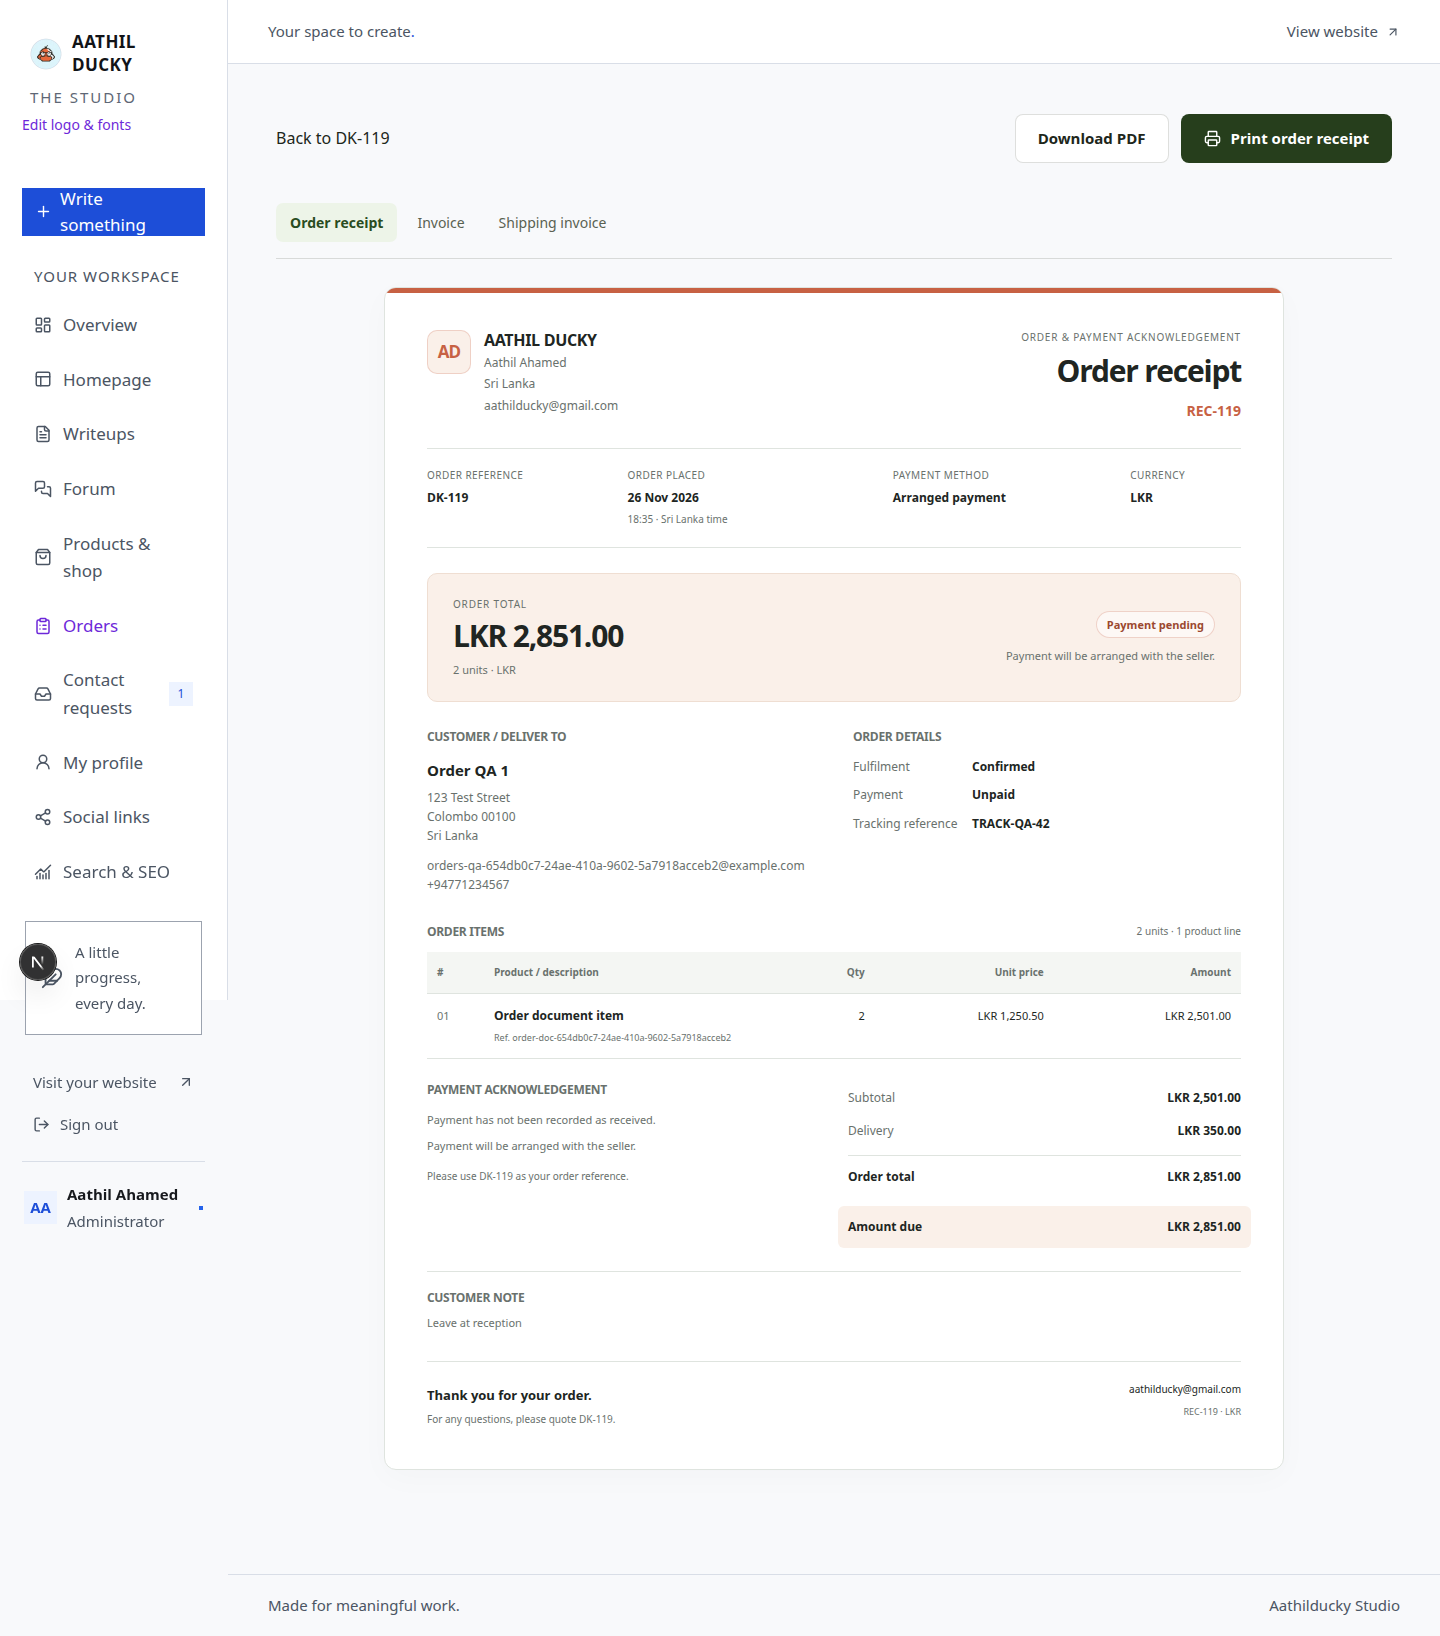 AATHIL
DUCKY
THE STUDIO
Edit logo & fonts
Write
something
YOUR WORKSPACE
Overview
Homepage
Writeups
Forum
Products &
shop
Orders
Contact
requests
1
My profile
Social links
Search & SEO
A little
progress,
every day.
N
Visit your website
Sign out
AA
Aathil Ahamed
Administrator
Your space to create.
View website
Back to DK-119
Download PDF
Print order receipt
Order receipt
Invoice
Shipping invoice
AD
AATHIL DUCKY
Aathil Ahamed
Sri Lanka
aathilducky@gmail.com
ORDER & PAYMENT ACKNOWLEDGEMENT
Order receipt
REC-119
ORDER REFERENCE
DK-119
ORDER PLACED
26 Nov 2026
18:35 · Sri Lanka time
PAYMENT METHOD
Arranged payment
CURRENCY
LKR
ORDER TOTAL
LKR 2,851.00
2 units · LKR
Payment pending
Payment will be arranged with the seller.
CUSTOMER / DELIVER TO
Order QA 1
123 Test Street
Colombo 00100
Sri Lanka
orders-qa-654db0c7-24ae-410a-9602-5a7918acceb2@example.com
+94771234567
ORDER DETAILS
Fulfilment Confirmed
Payment Unpaid
Tracking reference TRACK-QA-42
ORDER ITEMS
2 units · 1 product line
# Product / description Qty Unit price Amount
01 Order document item 2 LKR 1,250.50 LKR 2,501.00
Ref. order-doc-654db0c7-24ae-410a-9602-5a7918acceb2
PAYMENT ACKNOWLEDGEMENT
Payment has not been recorded as received.
Payment will be arranged with the seller.
Please use DK-119 as your order reference.
Subtotal LKR 2,501.00
Delivery LKR 350.00
Order total LKR 2,851.00
Amount due LKR 2,851.00
CUSTOMER NOTE
Leave at reception
Thank you for your order.
For any questions, please quote DK-119.
aathilducky@gmail.com
REC-119 · LKR
Made for meaningful work.
Aathilducky Studio